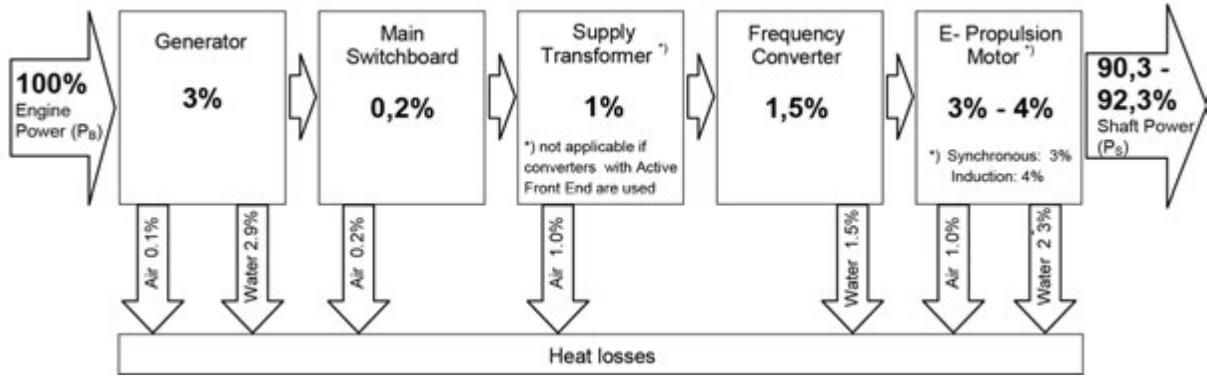 100%
Engine
Power (PB)
Generator
3%
Main
Switchboard
0,2%
Supply
Transformer *)
1%
*) not applicable if
converters with Active
Front End are used
Frequency
Converter
1,5%
E- Propulsion
Motor *)
3% - 4%
*) Synchronous: 3%
Induction: 4%
90,3 -
92,3%
Shaft Power
(PS)
Air 0.1%
Water 2.9%
Air 0.2%
Air 1.0%
Water 1.5%
Air 1.0%
Water 2 * 3%
Heat losses